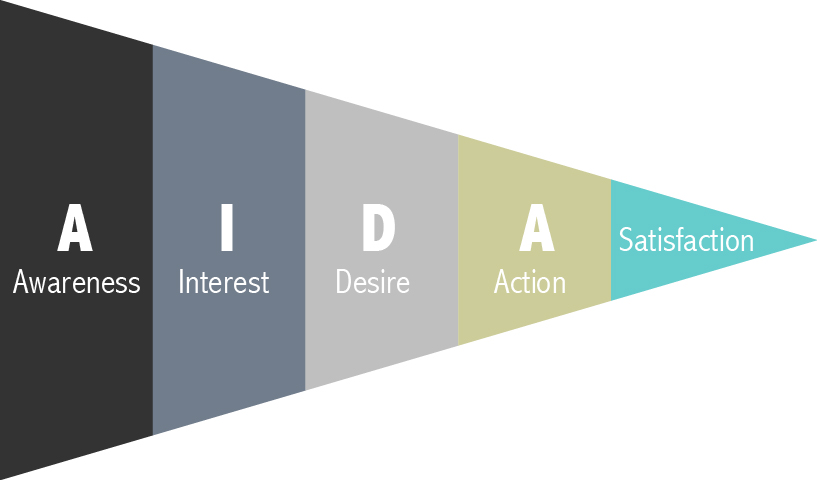 A
Awareness
I
Interest
D
Desire
A
Action
Satisfaction